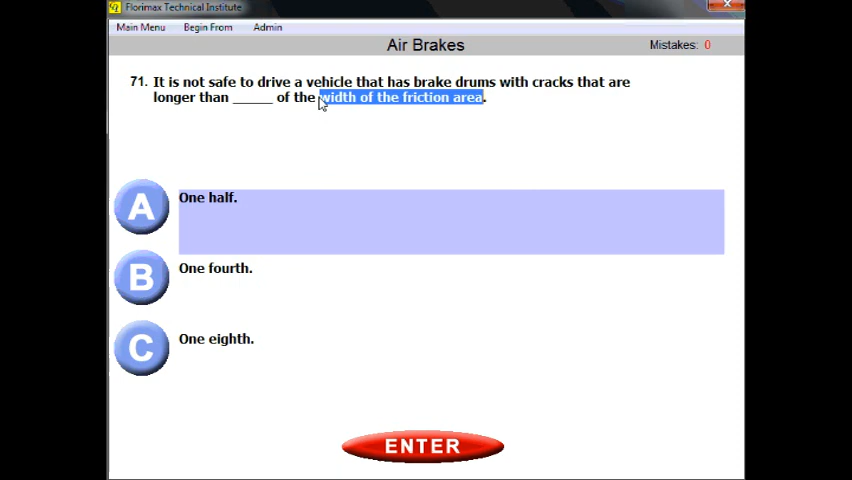 Florimax Technical Institute
Main Menu Begin From Admin
Air Brakes Mistakes: 0
71. It is not safe to drive a vehicle that has brake drums with cracks that are
longer than ______ of the width of the friction area.
A One half.
B One fourth.
C One eighth.
ENTER